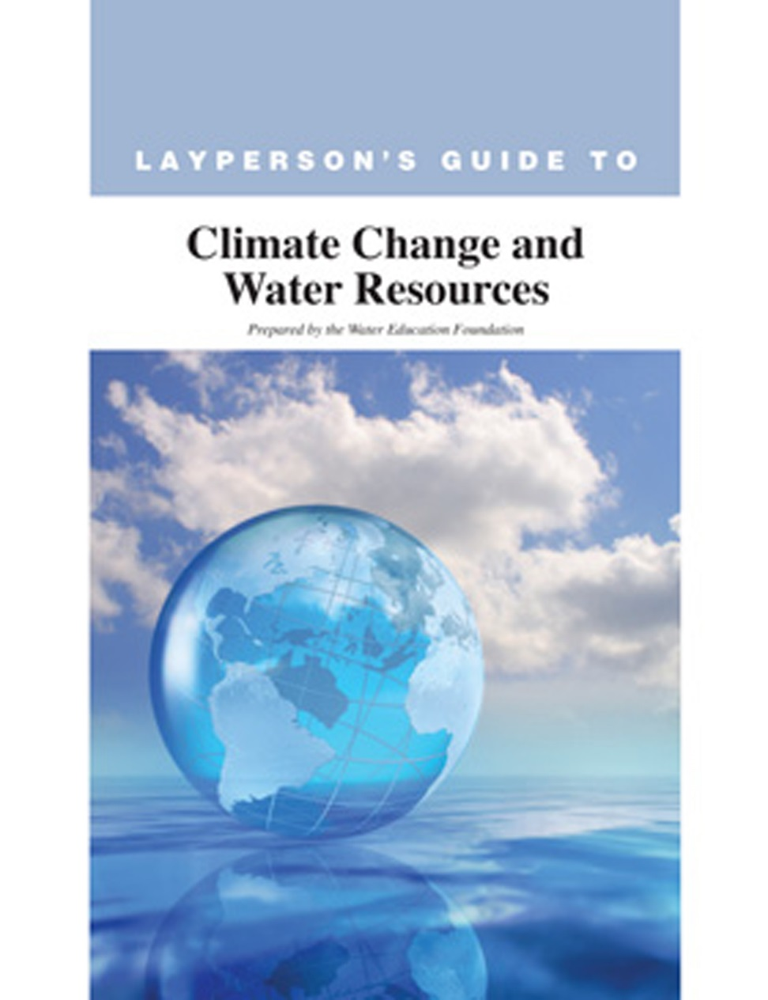 LAYPERSON'S GUIDE TO
Climate Change and
Water Resources
Prepared by the Water Education Foundation